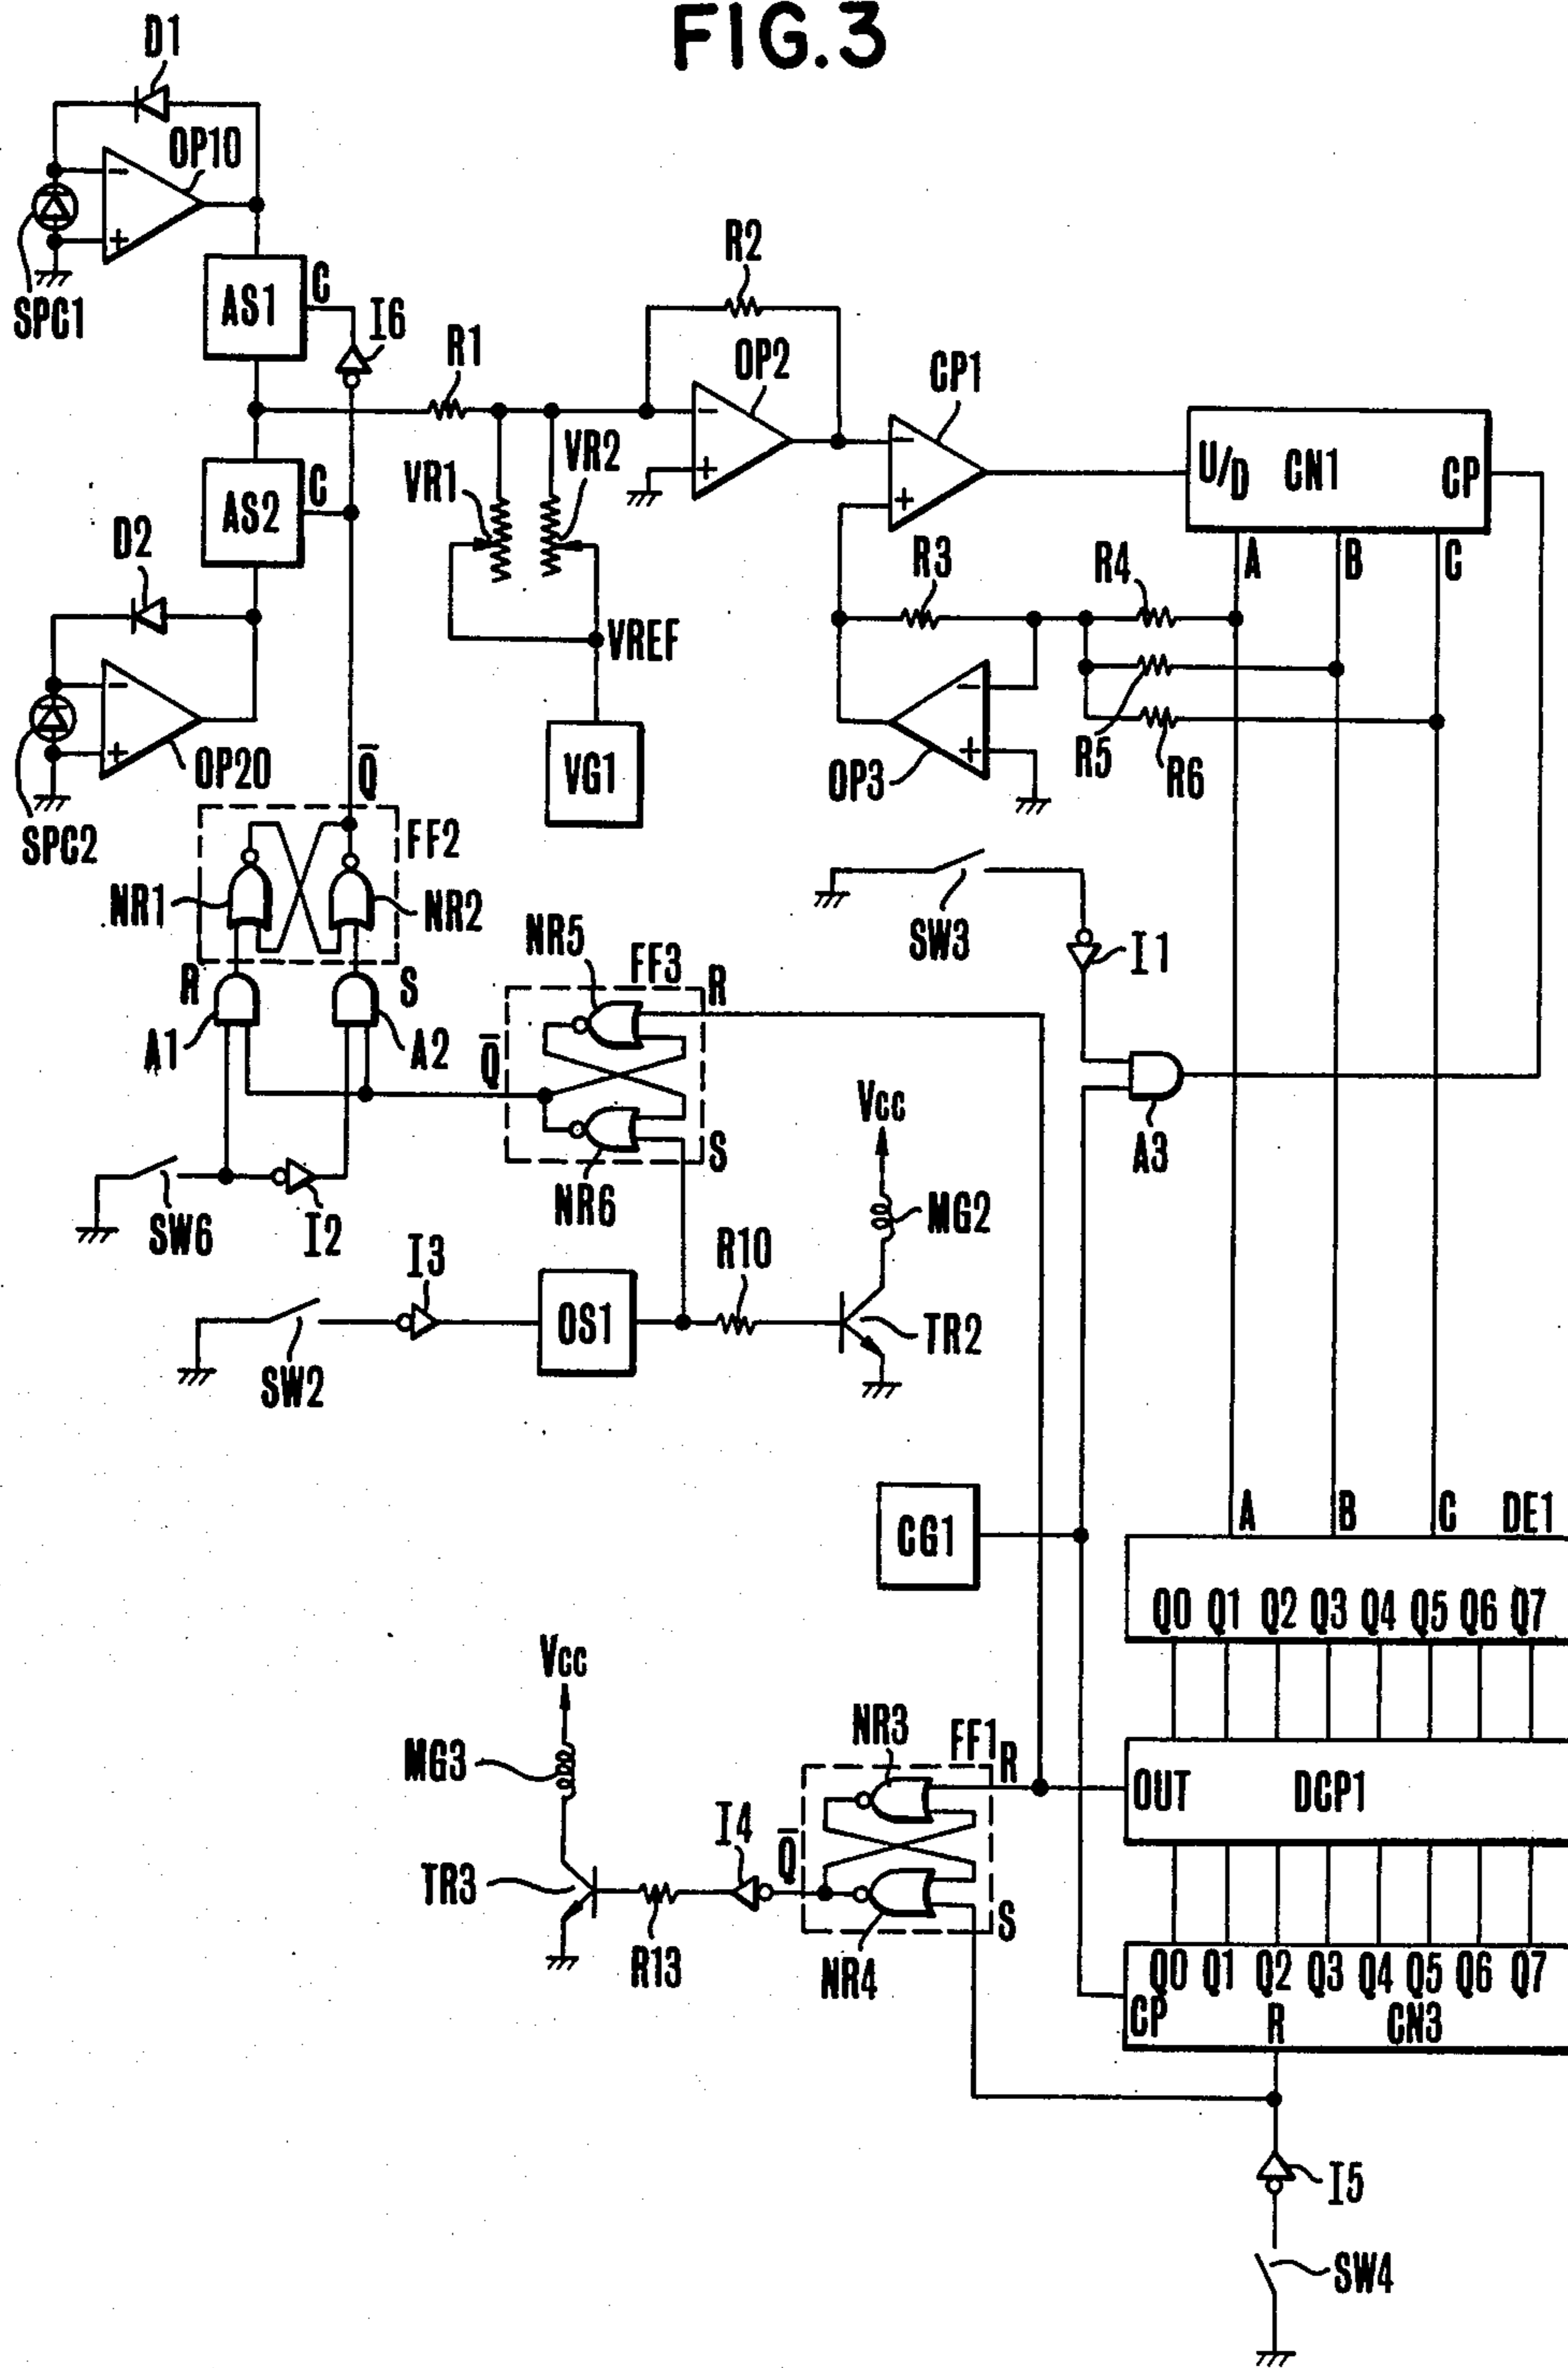 FIG.3
D1
OP10
SPC1
AS1
C
I6
R1
R2
OP2
CP1
U/D CN1 CP
A B C
VR1
VR2
VREF
VG1
AS2
C
D2
OP20
SPC2
R3
R4
R5
R6
OP3
Q̅
FF2
NR1
NR2
R
S
A1
A2
SW3
I1
A3
NR5
FF3
R
Q̅
S
NR6
SW6
I2
Vcc
MG2
I3
R10
OS1
TR2
SW2
CG1
A B C DE1
Q0 Q1 Q2 Q3 Q4 Q5 Q6 Q7
Vcc
MG3
NR3
FF1
R
OUT DCP1
I4
Q̅
TR3
R13
NR4
S
Q0 Q1 Q2 Q3 Q4 Q5 Q6 Q7
CP R CN3
I5
SW4